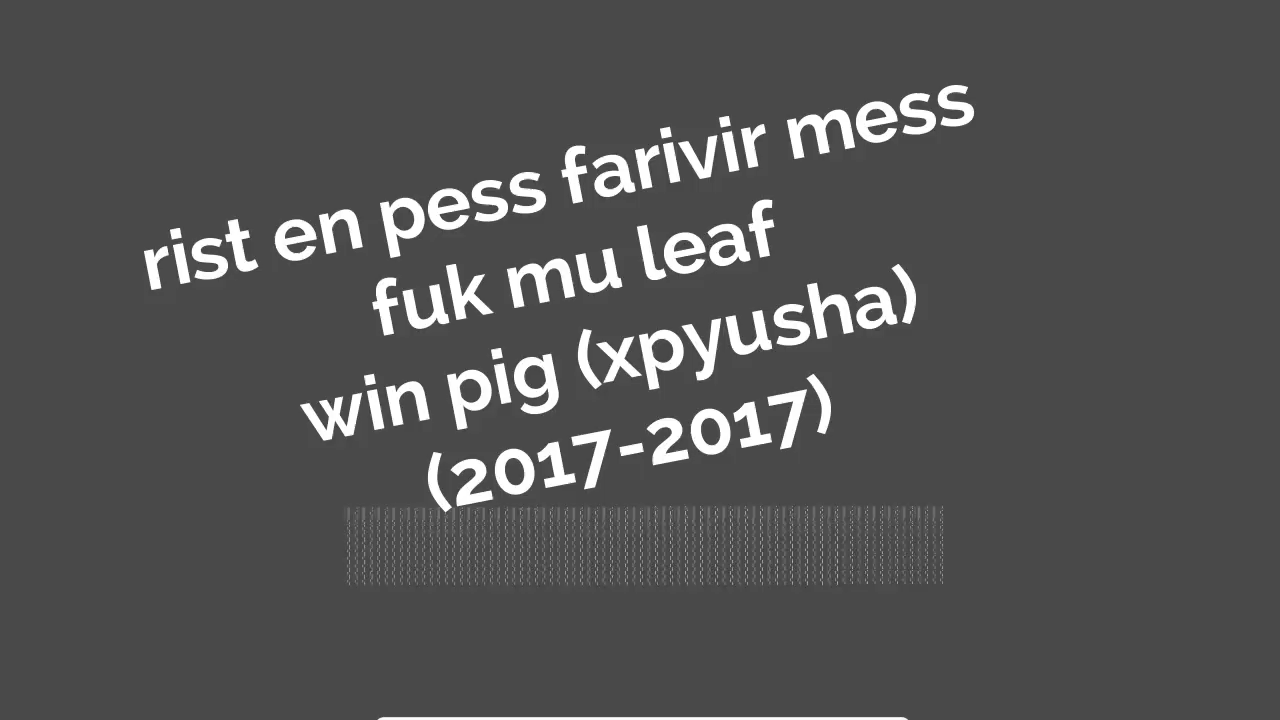 rist en pess farivir mess
fuk mu leaf
win pig (xpyusha)
(2017-2017)